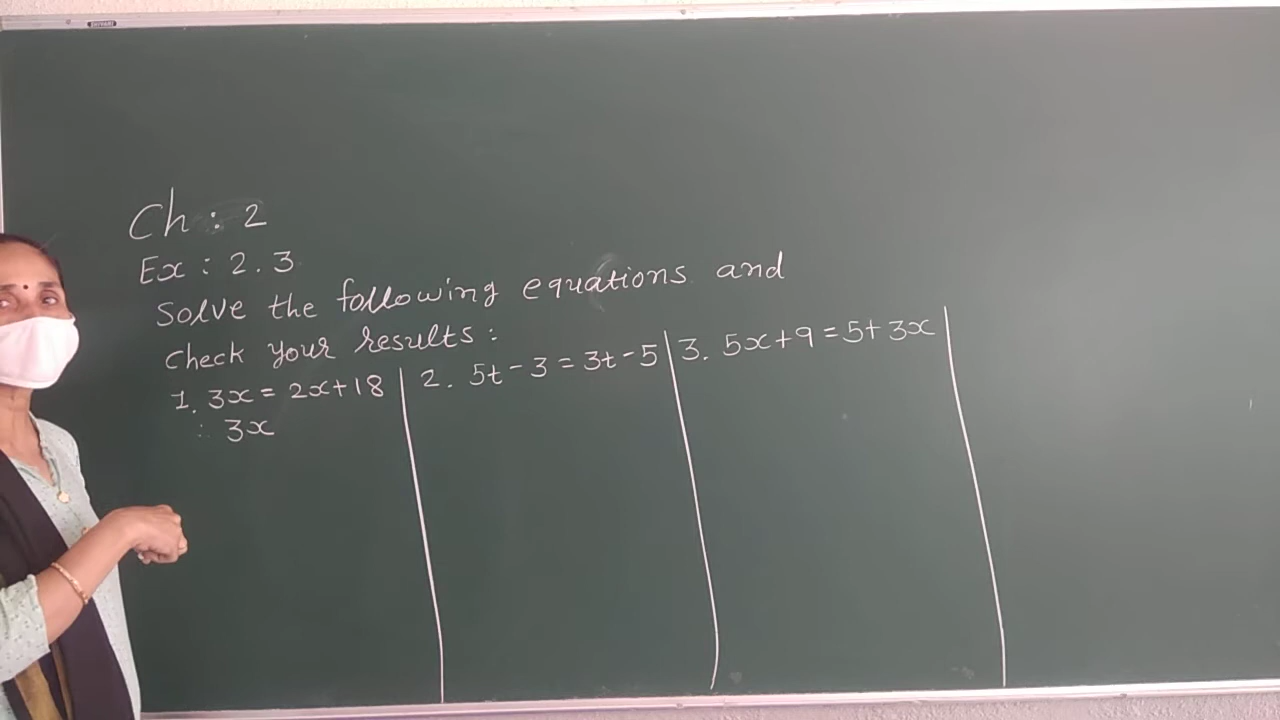 Ch : 2
Ex : 2.3
Solve the following equations and
check your results :
1. 3x = 2x+18
∴ 3x
2. 5t - 3 = 3t - 5
3. 5x+9 = 5+3x